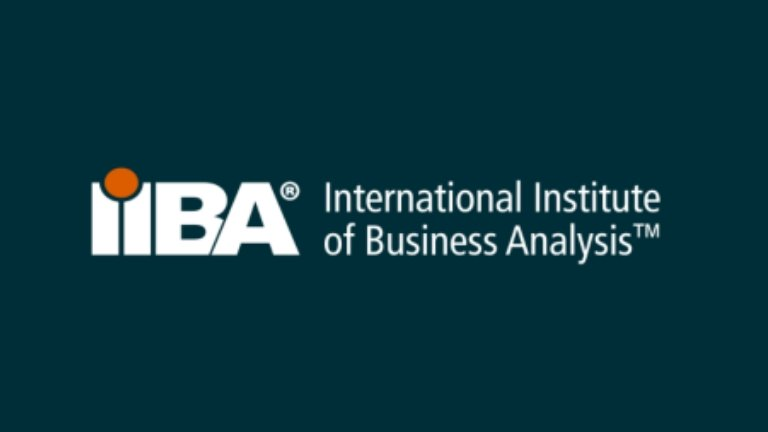 iiBA®
International Institute
of Business Analysis™